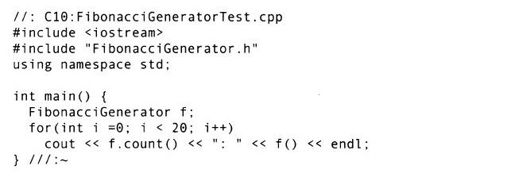 //: C10:FibonacciGeneratorTest.cpp
#include <iostream>
#include "FibonacciGenerator.h"
using namespace std;

int main() {
  FibonacciGenerator f;
  for(int i =0; i < 20; i++)
    cout << f.count() << ": " << f() << endl;
} ///:~